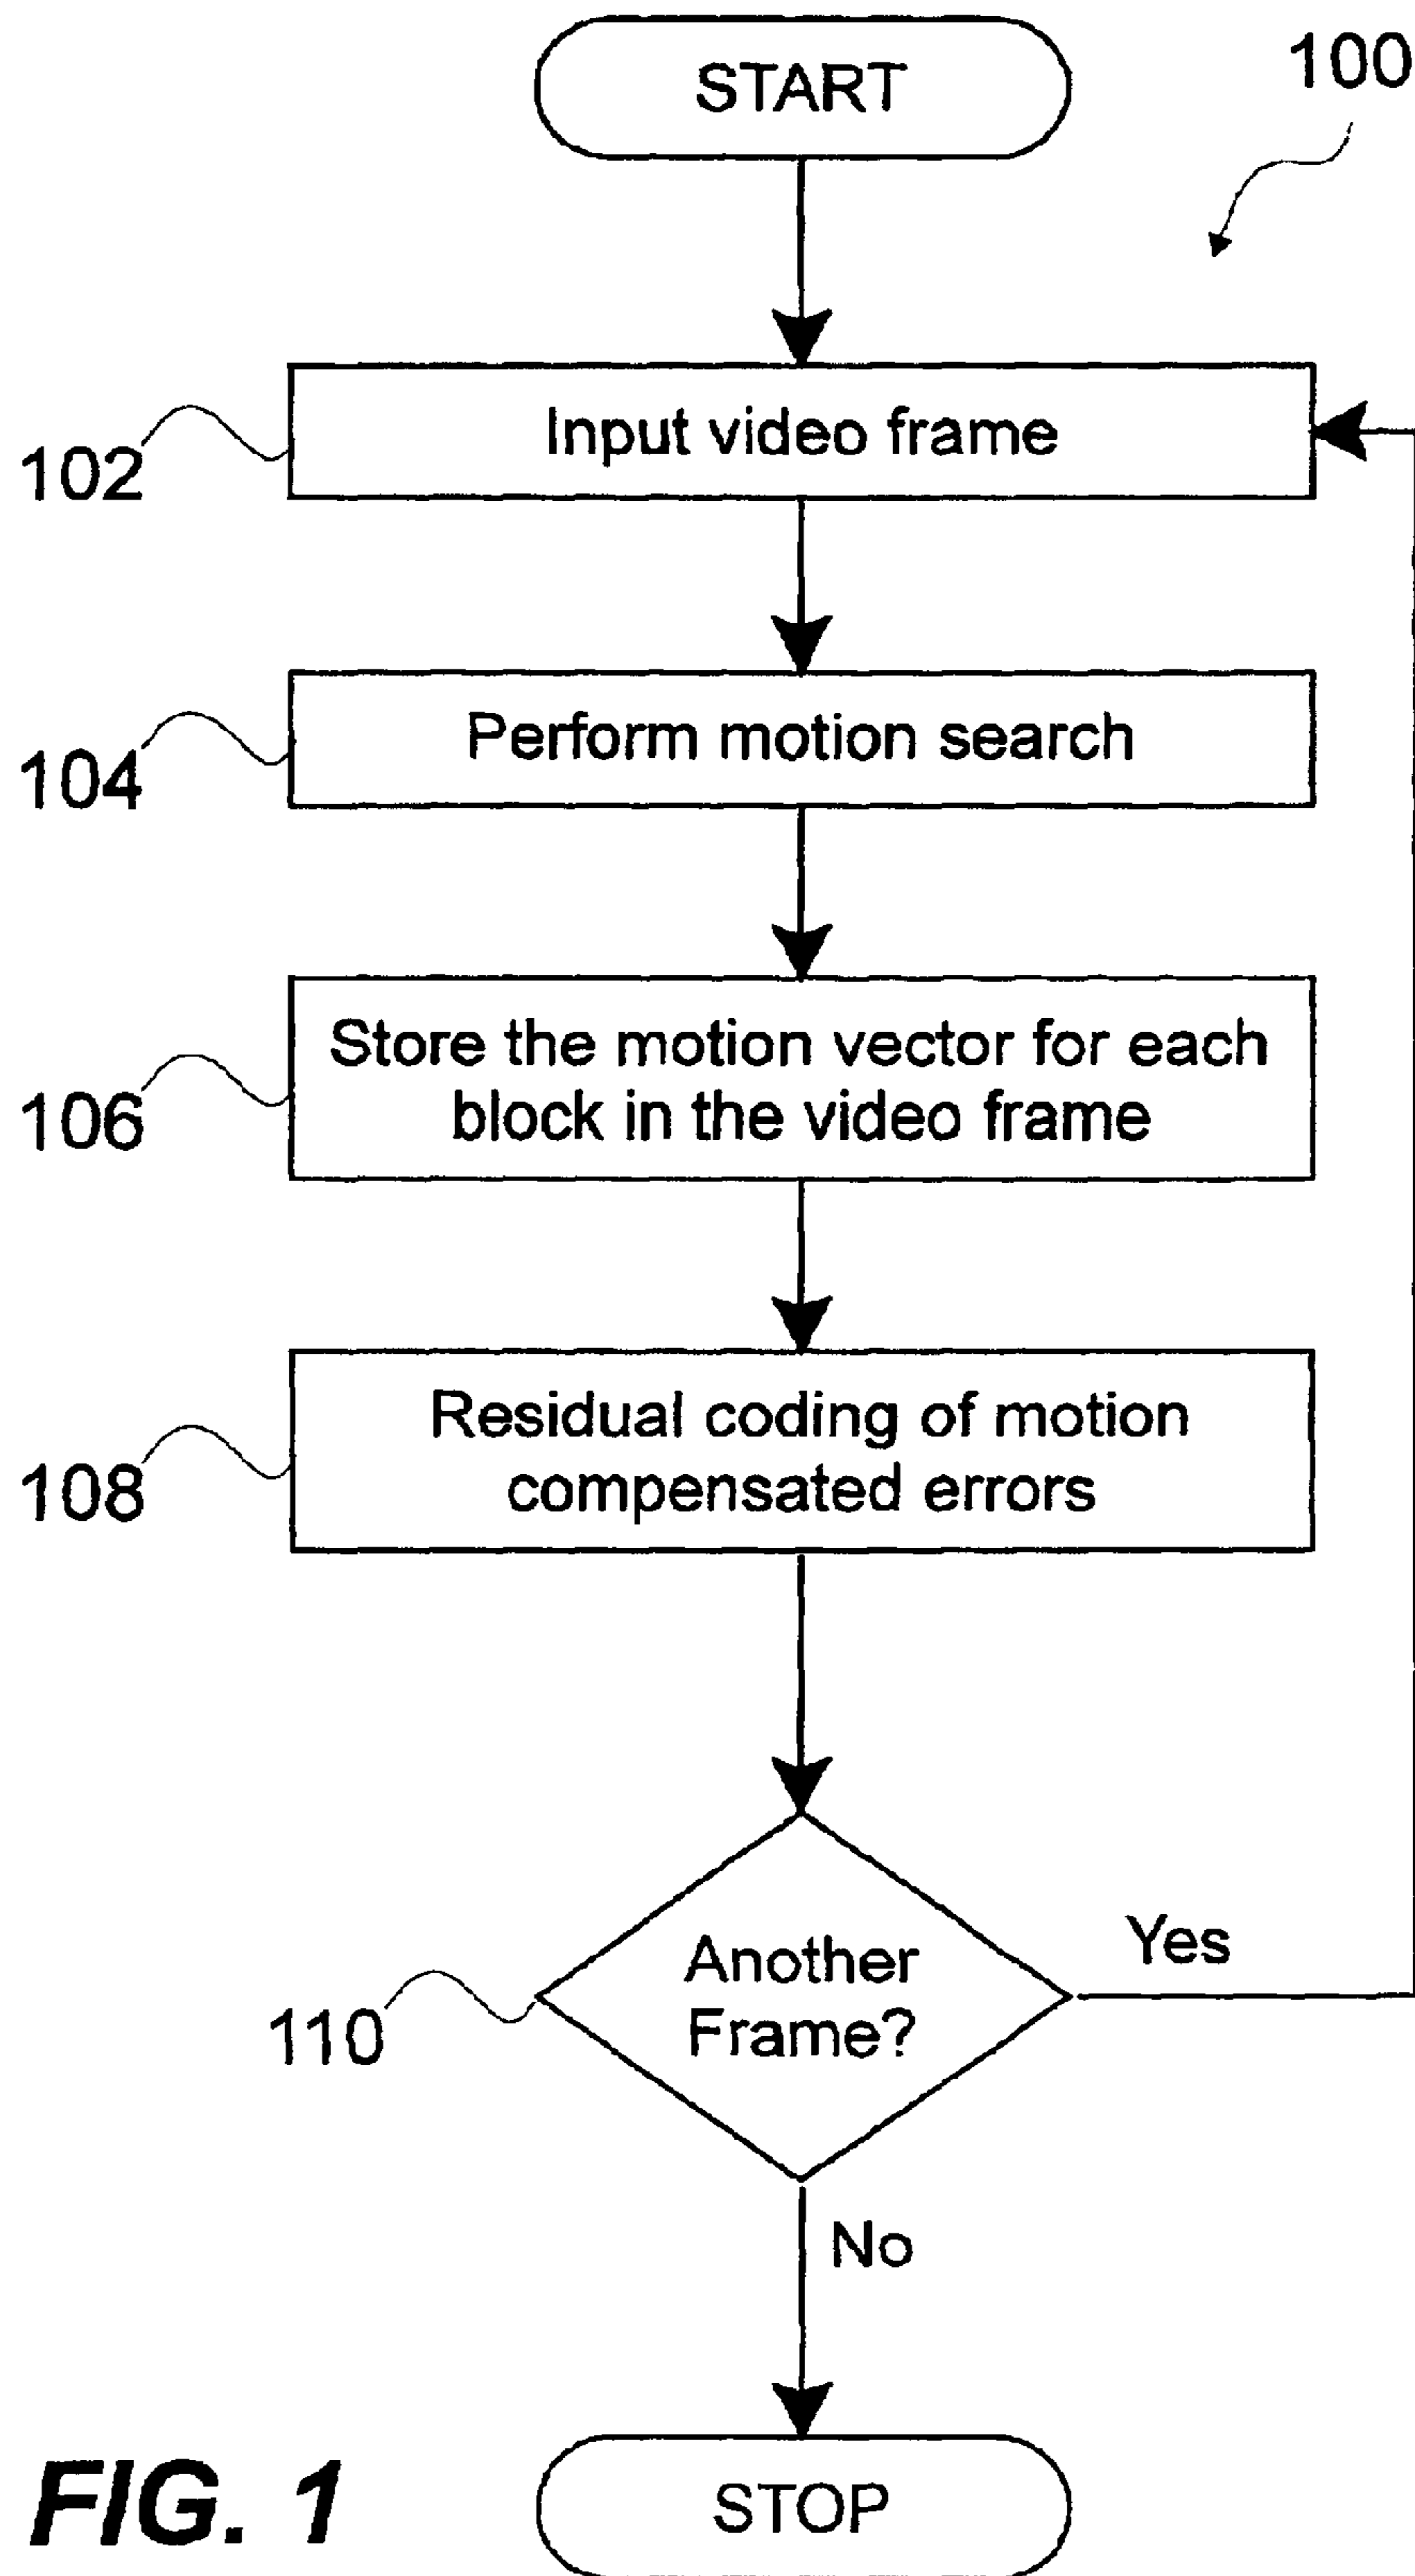 START
100
102
Input video frame
104
Perform motion search
106
Store the motion vector for each
block in the video frame
108
Residual coding of motion
compensated errors
110
Another
Frame?
Yes
No
STOP
FIG. 1